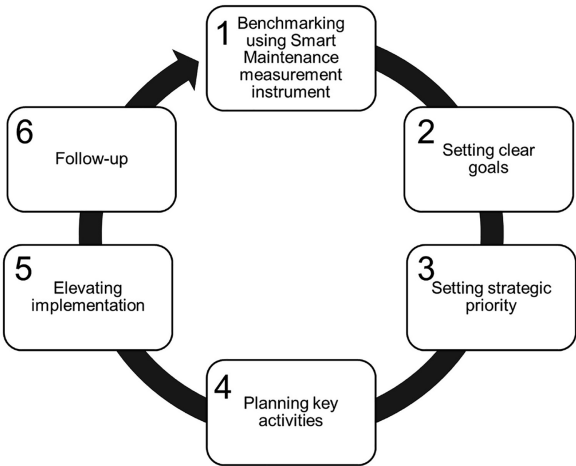 1
Benchmarking
using Smart
Maintenance
measurement
instrument
2
Setting clear
goals
3
Setting strategic
priority
4
Planning key
activities
5
Elevating
implementation
6
Follow-up